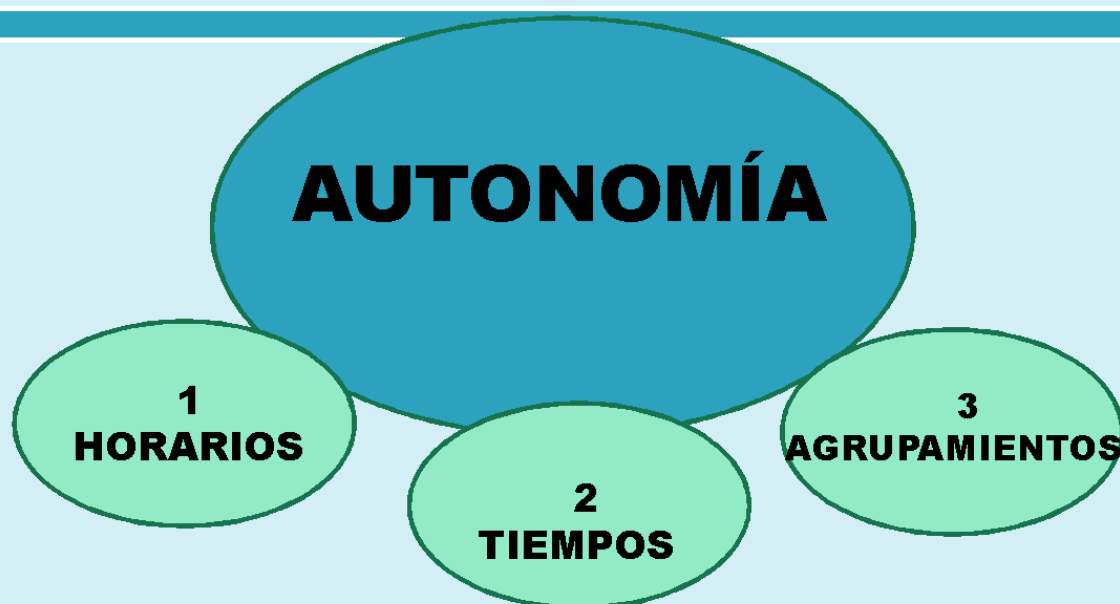 AUTONOMÍA
1
HORARIOS
2
TIEMPOS
3
AGRUPAMIENTOS